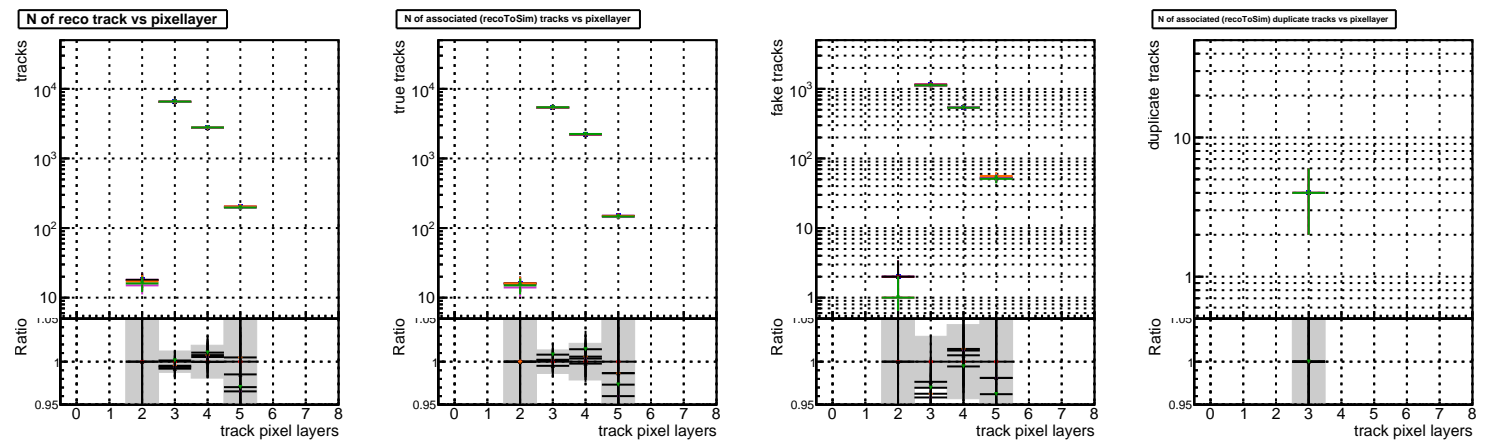 N of reco track vs pixellayer
tracks
10^4
10^3
10^2
10
Ratio
1.05
1
0.95
0 1 2 3 4 5 6 7 8
track pixel layers
N of associated (recoToSim) tracks vs pixellayer
true tracks
10^4
10^3
10^2
10
Ratio
1.05
1
0.95
0 1 2 3 4 5 6 7 8
track pixel layers
fake tracks
10^3
10^2
10
1
Ratio
1.05
1
0.95
0 1 2 3 4 5 6 7 8
track pixel layers
N of associated (recoToSim) duplicate tracks vs pixellayer
duplicate tracks
10
1
Ratio
1.05
1
0.95
0 1 2 3 4 5 6 7 8
track pixel layers